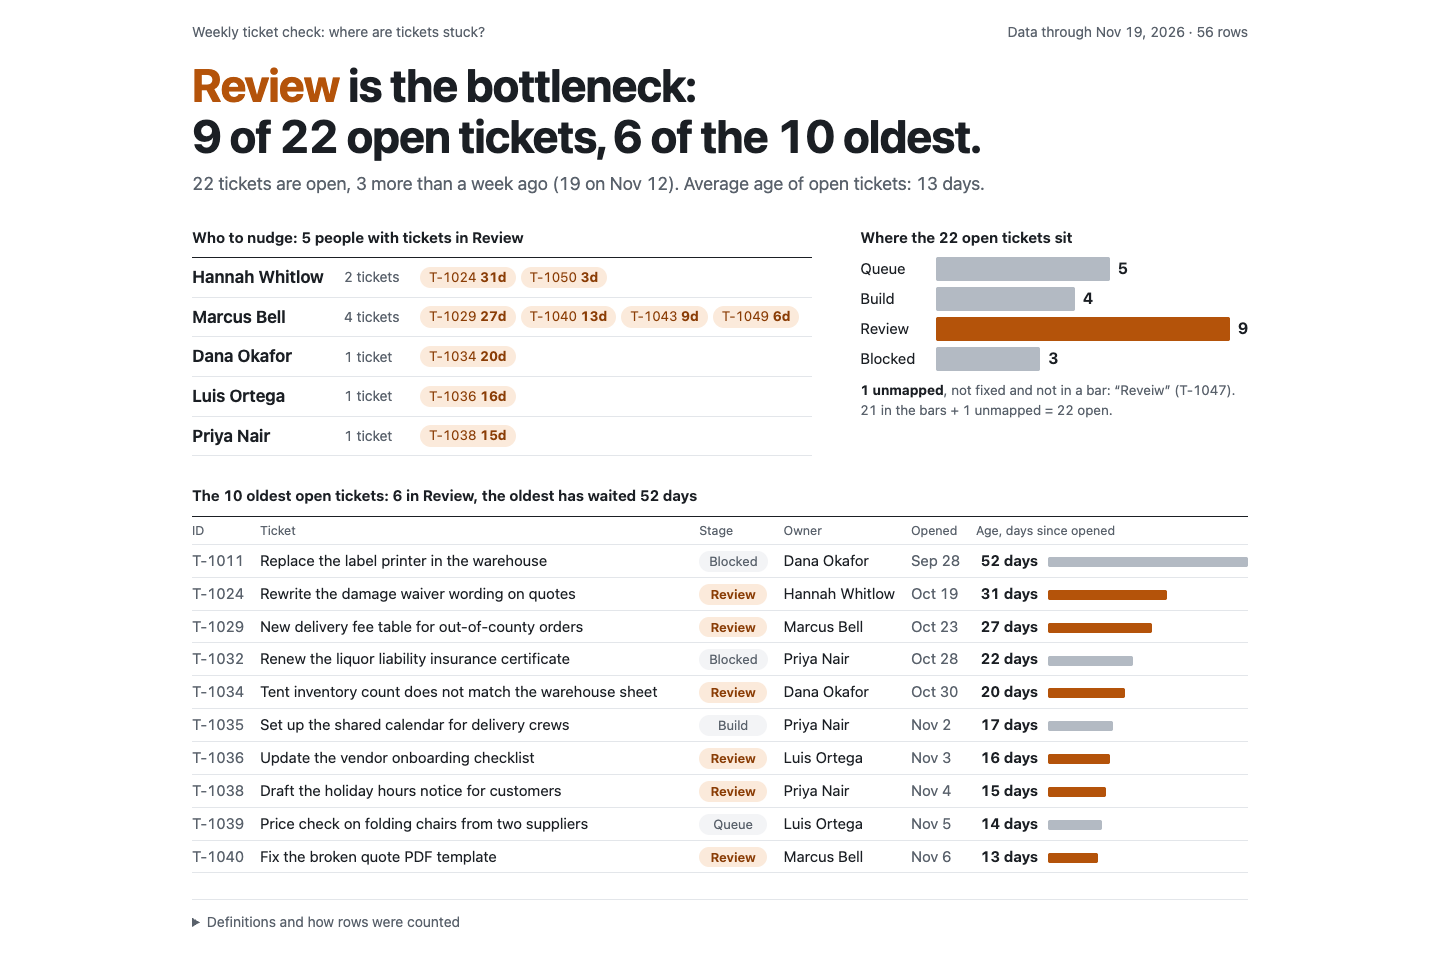 Weekly ticket check: where are tickets stuck?
Data through Nov 19, 2026 · 56 rows
Review is the bottleneck:
9 of 22 open tickets, 6 of the 10 oldest.
22 tickets are open, 3 more than a week ago (19 on Nov 12). Average age of open tickets: 13 days.
Who to nudge: 5 people with tickets in Review
Hannah Whitlow 2 tickets T-1024 31d T-1050 3d
Marcus Bell 4 tickets T-1029 27d T-1040 13d T-1043 9d T-1049 6d
Dana Okafor 1 ticket T-1034 20d
Luis Ortega 1 ticket T-1036 16d
Priya Nair 1 ticket T-1038 15d
Where the 22 open tickets sit
Queue 5
Build 4
Review 9
Blocked 3
1 unmapped, not fixed and not in a bar: “Reveiw” (T-1047).
21 in the bars + 1 unmapped = 22 open.
The 10 oldest open tickets: 6 in Review, the oldest has waited 52 days
ID Ticket Stage Owner Opened Age, days since opened
T-1011 Replace the label printer in the warehouse Blocked Dana Okafor Sep 28 52 days
T-1024 Rewrite the damage waiver wording on quotes Review Hannah Whitlow Oct 19 31 days
T-1029 New delivery fee table for out-of-county orders Review Marcus Bell Oct 23 27 days
T-1032 Renew the liquor liability insurance certificate Blocked Priya Nair Oct 28 22 days
T-1034 Tent inventory count does not match the warehouse sheet Review Dana Okafor Oct 30 20 days
T-1035 Set up the shared calendar for delivery crews Build Priya Nair Nov 2 17 days
T-1036 Update the vendor onboarding checklist Review Luis Ortega Nov 3 16 days
T-1038 Draft the holiday hours notice for customers Review Priya Nair Nov 4 15 days
T-1039 Price check on folding chairs from two suppliers Queue Luis Ortega Nov 5 14 days
T-1040 Fix the broken quote PDF template Review Marcus Bell Nov 6 13 days
▶ Definitions and how rows were counted